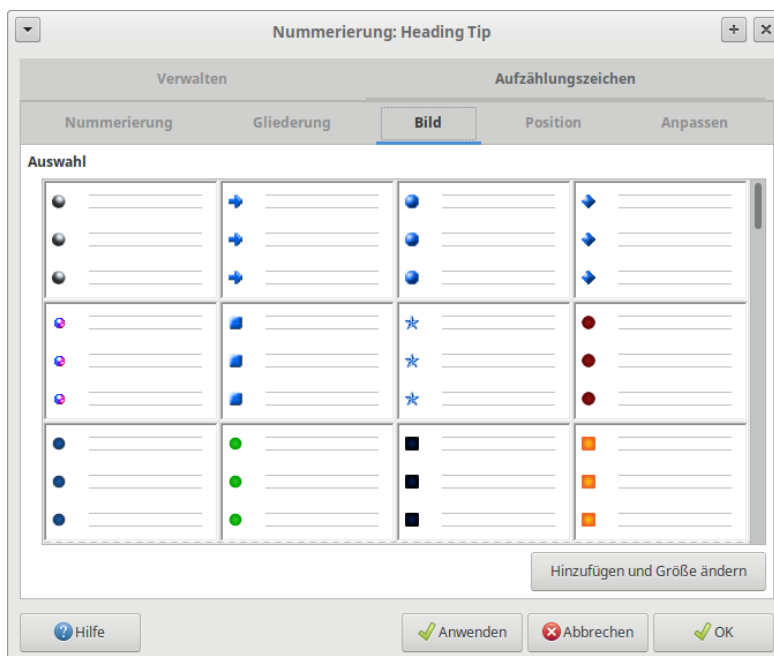 Nummerierung: Heading Tip
Verwalten Aufzählungszeichen
Nummerierung Gliederung Bild Position Anpassen
Auswahl
Hinzufügen und Größe ändern
Hilfe Anwenden Abbrechen OK